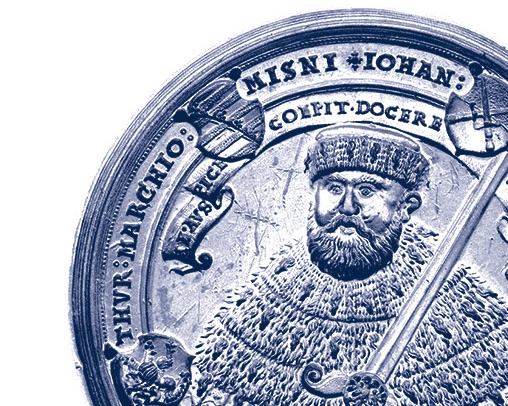 THVR:MARCHIO:
MISNI ✠IOHAN:
COEPIT·DOCERE